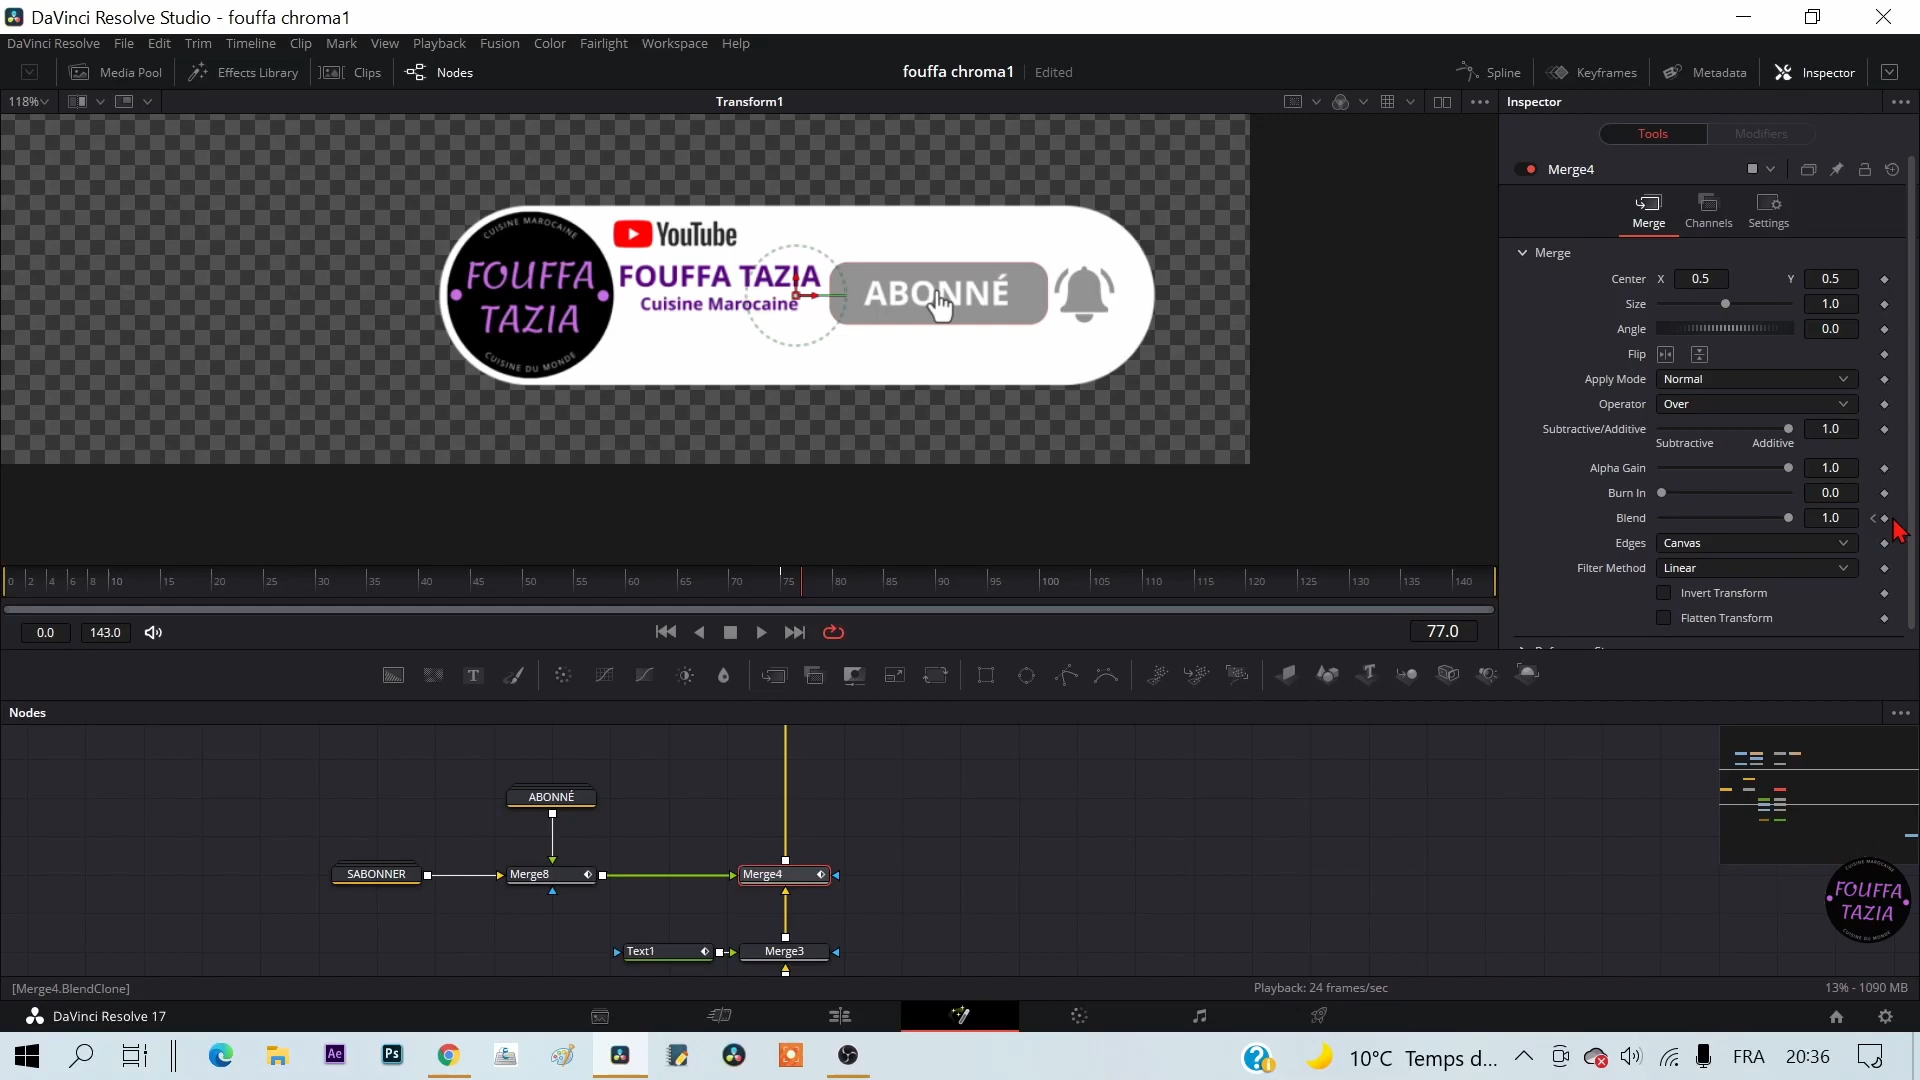 DaVinci Resolve Studio - fouffa chroma1
DaVinci Resolve File Edit Trim Timeline Clip Mark View Playback Fusion Color Fairlight Workspace Help
Media Pool Effects Library Clips Nodes fouffa chroma1 Edited Spline Keyframes Metadata Inspector
118% Transform1 Inspector
Tools Modifiers
Merge4
Merge Channels Settings
Merge
Center X 0.5 Y 0.5
Size 1.0
Angle 0.0
Flip
Apply Mode Normal
Operator Over
Subtractive/Additive 1.0
Subtractive Additive
Alpha Gain 1.0
Burn In 0.0
Blend 1.0
Edges Canvas
Filter Method Linear
Invert Transform
Flatten Transform
CUISINE MAROCAINE
FOUFFA
TAZIA
CUISINE DU MONDE
YouTube
FOUFFA TAZIA
Cuisine Marocaine
ABONNÉ
0 2 4 6 8 10 15 20 25 30 35 40 45 50 55 60 65 70 75 80 85 90 95 100 105 110 115 120 125 130 135 140
0.0 143.0 77.0
Nodes
ABONNÉ
SABONNER Merge8 Merge4
Text1 Merge3
CUISINE MAROCAINE
FOUFFA
TAZIA
CUISINE DU MONDE
[Merge4.BlendClone] Playback: 24 frames/sec 13% - 1090 MB
DaVinci Resolve 17
Ae Ps 10°C Temps d... FRA 20:36